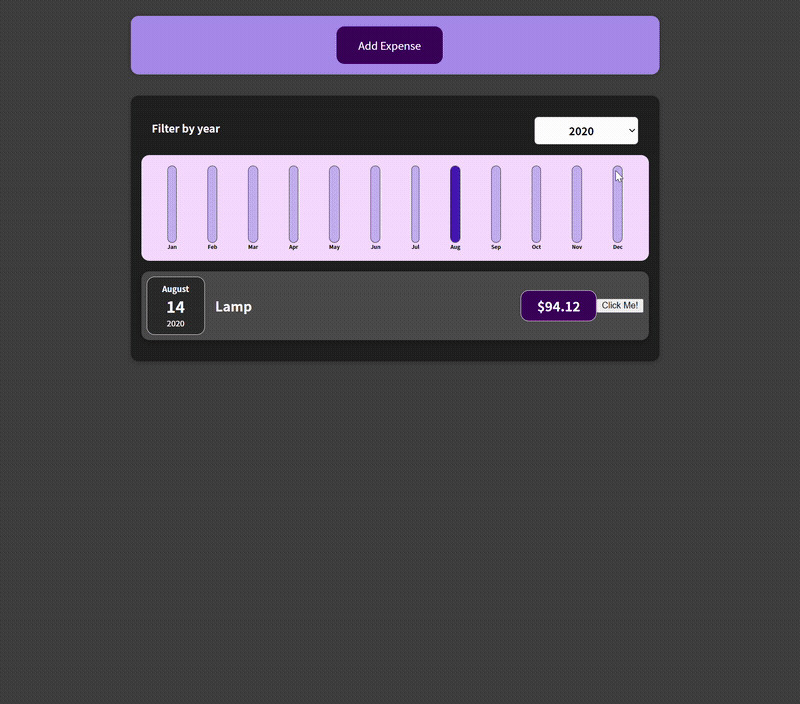 Add Expense
Filter by year
2020
Jan Feb Mar Apr May Jun Jul Aug Sep Oct Nov Dec
August
14
2020
Lamp
$94.12
Click Me!